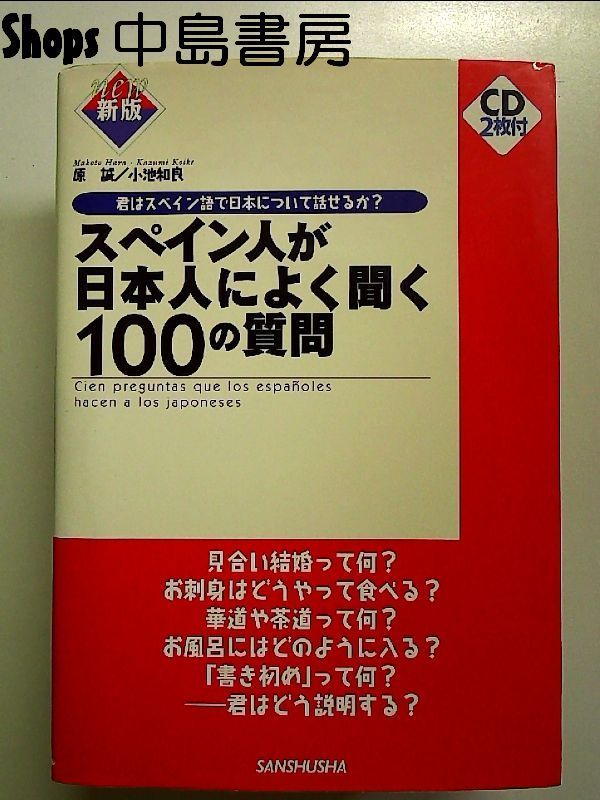 Shops 中島書房
new
新版
CD
2枚付
Makoto Hara・Kazumi Koike
原　誠／小池和良
君はスペイン語で日本について話せるか？
スペイン人が
日本人によく聞く
100の質問
Cien preguntas que los españoles
hacen a los japoneses
見合い結婚って何？
お刺身はどうやって食べる？
華道や茶道って何？
お風呂にはどのように入る？
「書き初め」って何？
――君はどう説明する？
SANSHUSHA